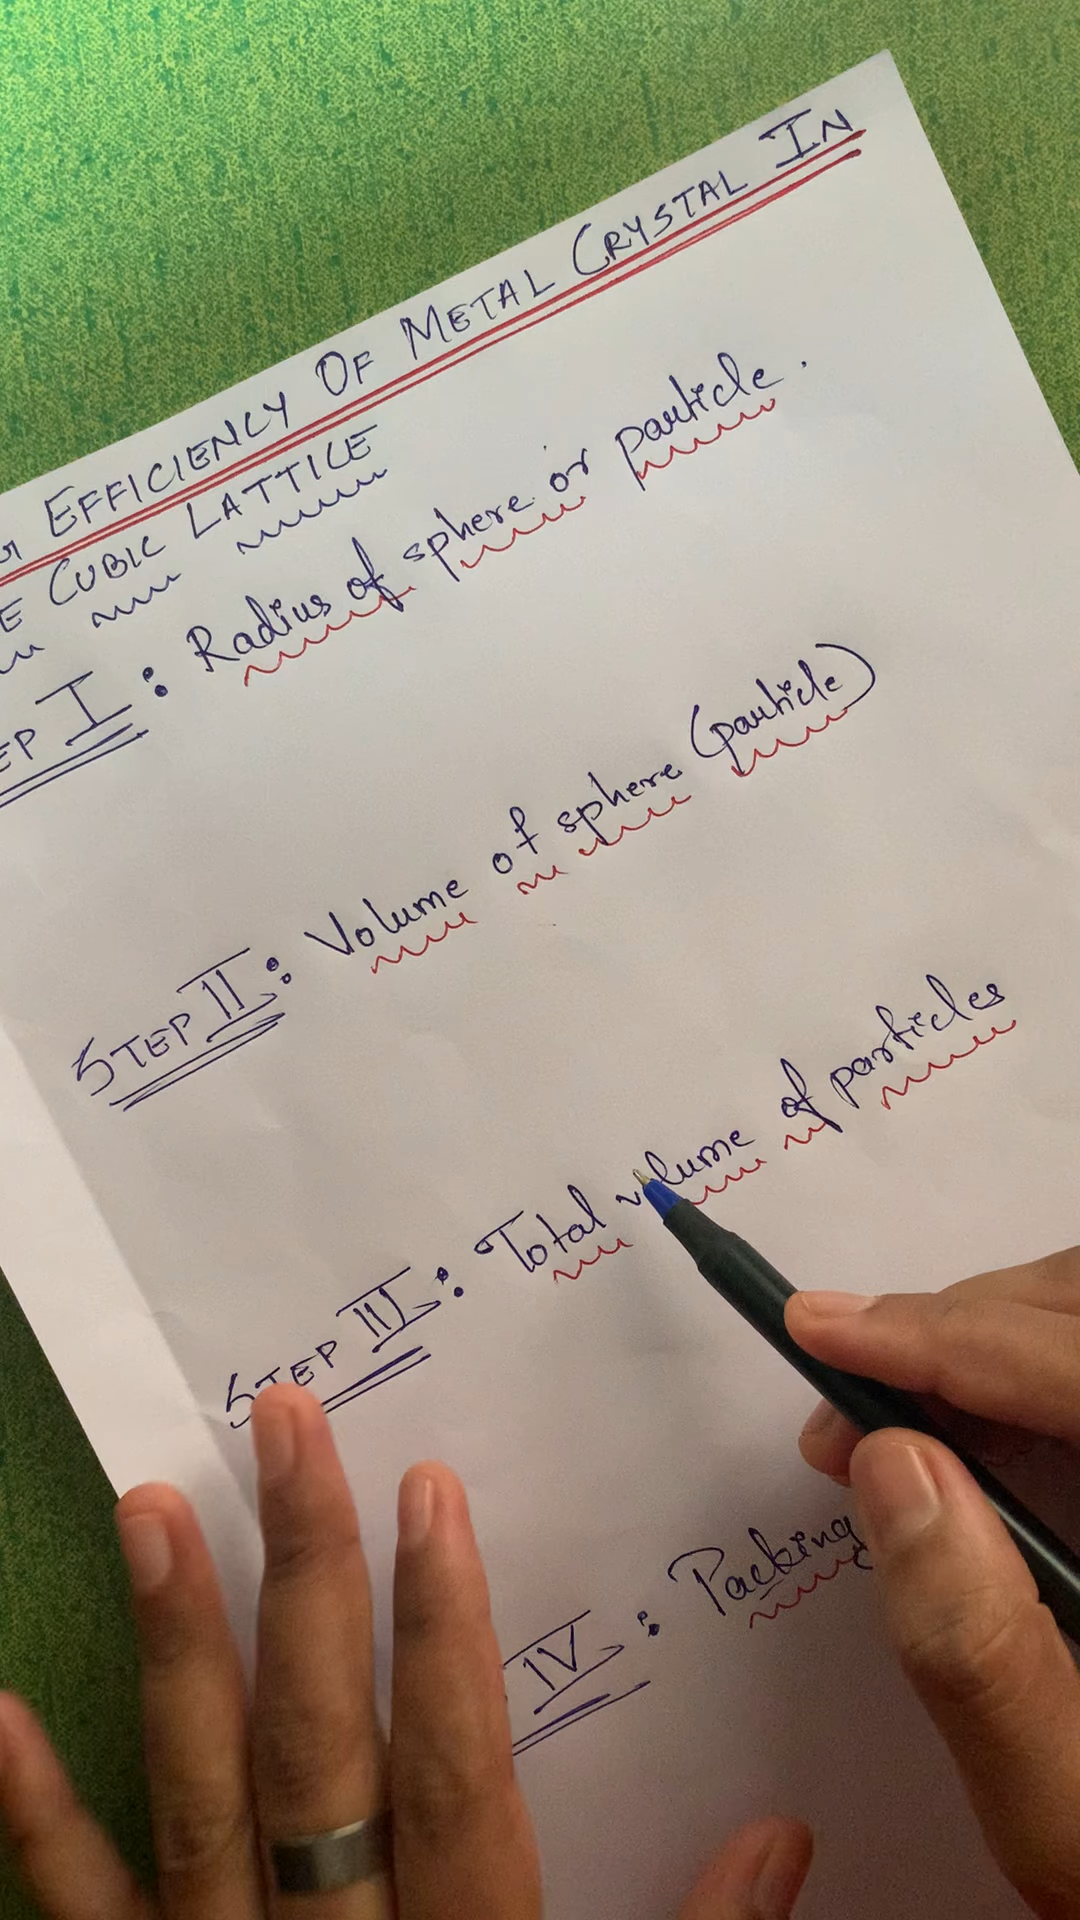 EFFICIENCY OF METAL CRYSTAL IN
CUBIC LATTICE
EP I : Radius of sphere or particle.
STEP II : Volume of sphere (particle)
STEP III : Total volume of particles
IV : Packing